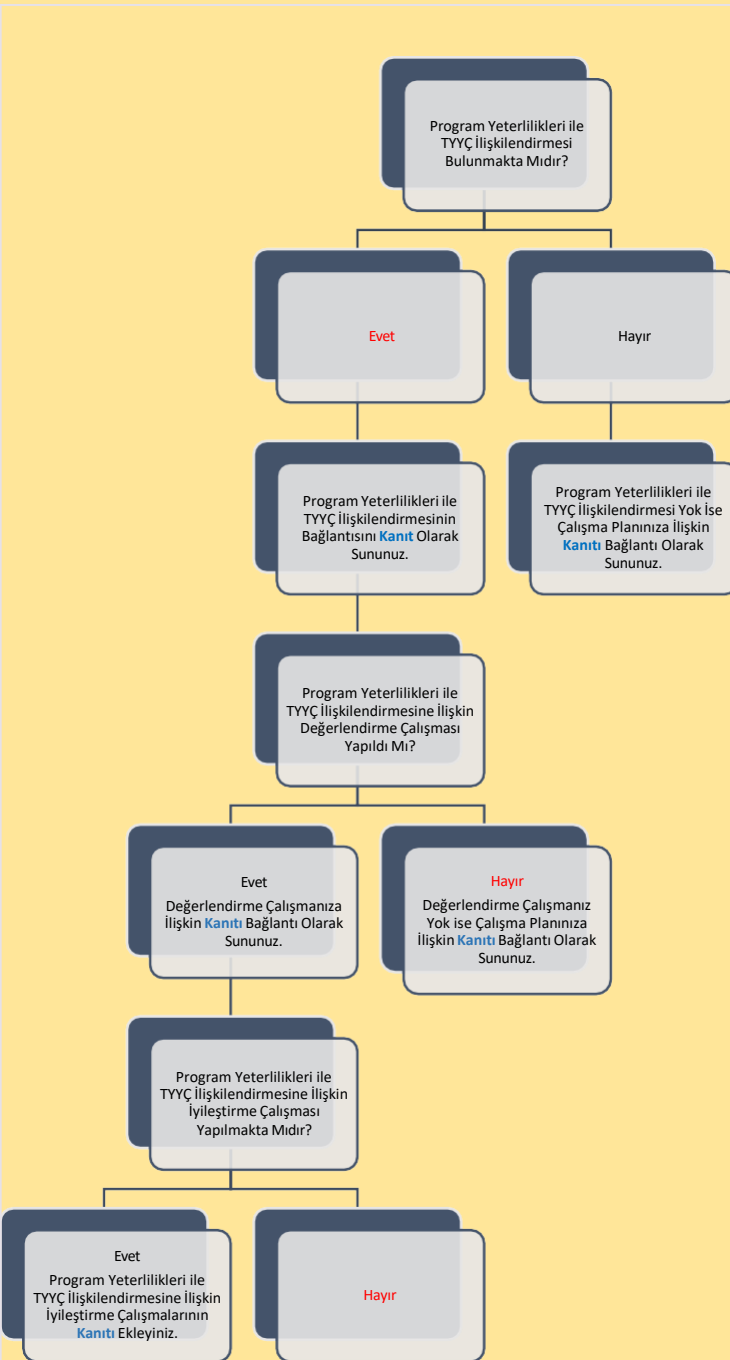 Program Yeterlilikleri ile
TYYÇ İlişkilendirmesi
Bulunmakta Mıdır?
Evet
Hayır
Program Yeterlilikleri ile
TYYÇ İlişkilendirmesinin
Bağlantısını Kanıt Olarak
Sununuz.
Program Yeterlilikleri ile
TYYÇ İlişkilendirmesi Yok İse
Çalışma Planınıza İlişkin
Kanıtı Bağlantı Olarak
Sununuz.
Program Yeterlilikleri ile
TYYÇ İlişkilendirmesine İlişkin
Değerlendirme Çalışması
Yapıldı Mı?
Evet
Değerlendirme Çalışmanıza
İlişkin Kanıtı Bağlantı Olarak
Sununuz.
Hayır
Değerlendirme Çalışmanız
Yok ise Çalışma Planınıza
İlişkin Kanıtı Bağlantı Olarak
Sununuz.
Program Yeterlilikleri ile
TYYÇ İlişkilendirmesine İlişkin
İyileştirme Çalışması
Yapılmakta Mıdır?
Evet
Program Yeterlilikleri ile
TYYÇ İlişkilendirmesine İlişkin
İyileştirme Çalışmalarının
Kanıtı Ekleyiniz.
Hayır